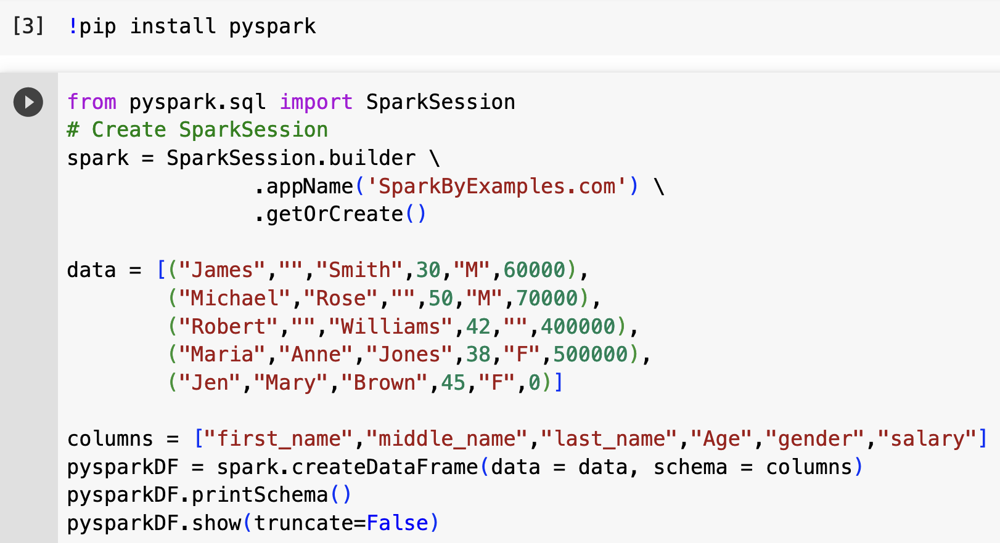 [3] !pip install pyspark
from pyspark.sql import SparkSession
# Create SparkSession
spark = SparkSession.builder \
               .appName('SparkByExamples.com') \
               .getOrCreate()

data = [("James","","Smith",30,"M",60000),
        ("Michael","Rose","",50,"M",70000),
        ("Robert","","Williams",42,"",400000),
        ("Maria","Anne","Jones",38,"F",500000),
        ("Jen","Mary","Brown",45,"F",0)]

columns = ["first_name","middle_name","last_name","Age","gender","salary"]
pysparkDF = spark.createDataFrame(data = data, schema = columns)
pysparkDF.printSchema()
pysparkDF.show(truncate=False)